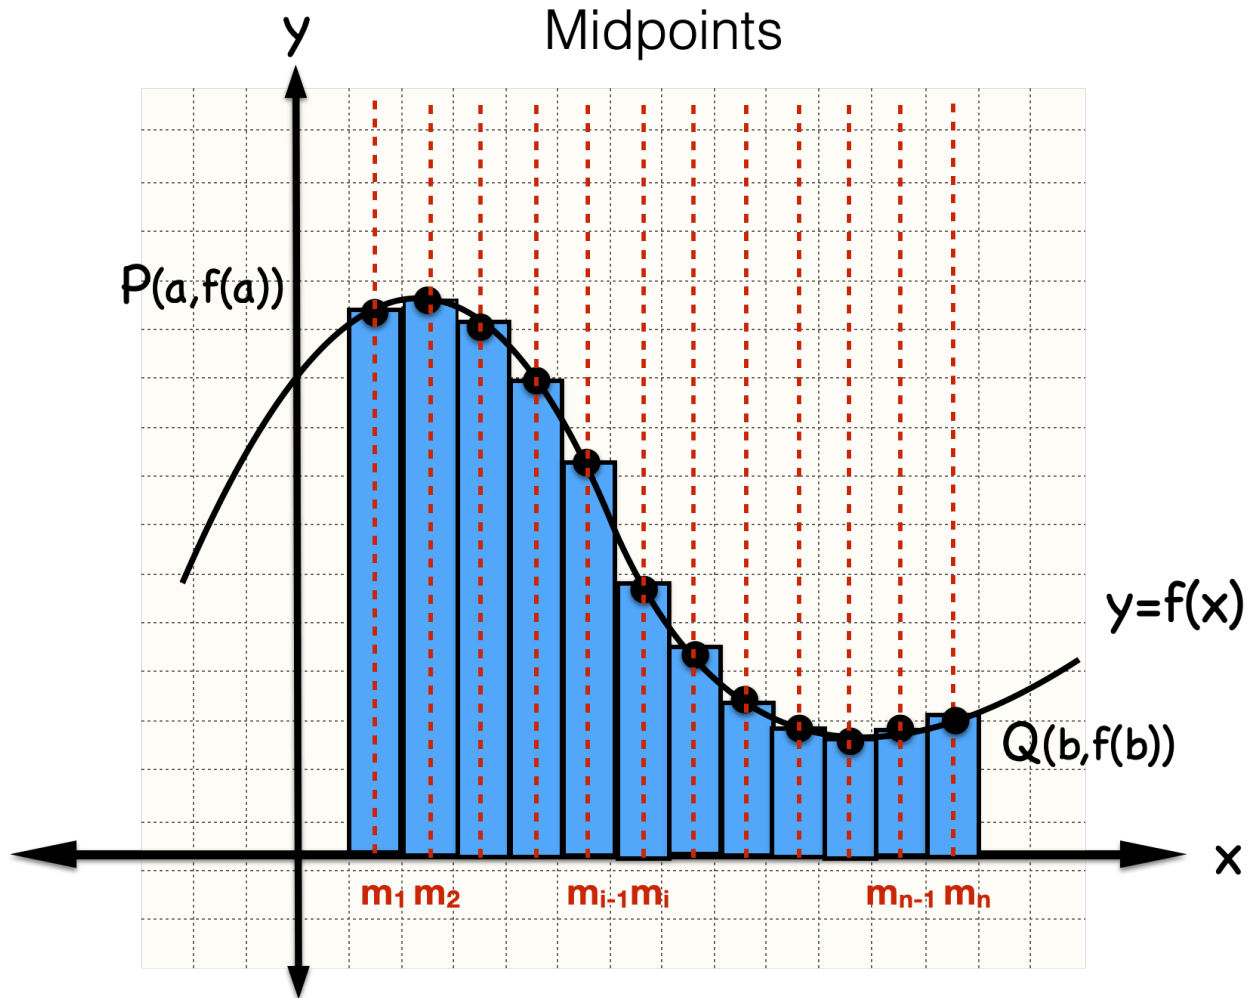 Midpoints
y
P(a,f(a))
y=f(x)
Q(b,f(b))
x
m₁ m₂ mᵢ₋₁ mᵢ mₙ₋₁ mₙ